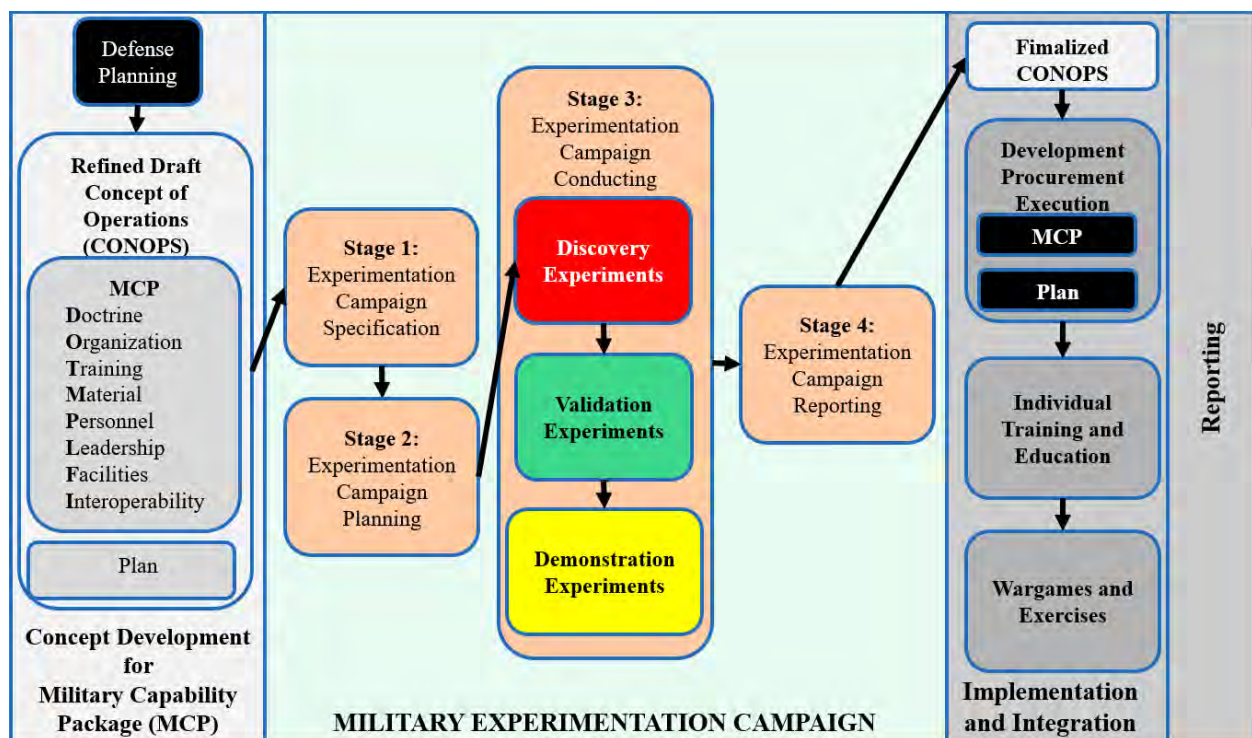 Defense
Planning
Refined Draft
Concept of
Operations
(CONOPS)
MCP
Doctrine
Organization
Training
Material
Personnel
Leadership
Facilities
Interoperability
Plan
Concept Development
for
Military Capability
Package (MCP)
Stage 1:
Experimentation
Campaign
Specification
Stage 2:
Experimentation
Campaign
Planning
Stage 3:
Experimentation
Campaign
Conducting
Discovery
Experiments
Validation
Experiments
Demonstration
Experiments
Stage 4:
Experimentation
Campaign
Reporting
MILITARY EXPERIMENTATION CAMPAIGN
Fimalized
CONOPS
Development
Procurement
Execution
MCP
Plan
Individual
Training and
Education
Wargames and
Exercises
Implementation
and Integration
Reporting